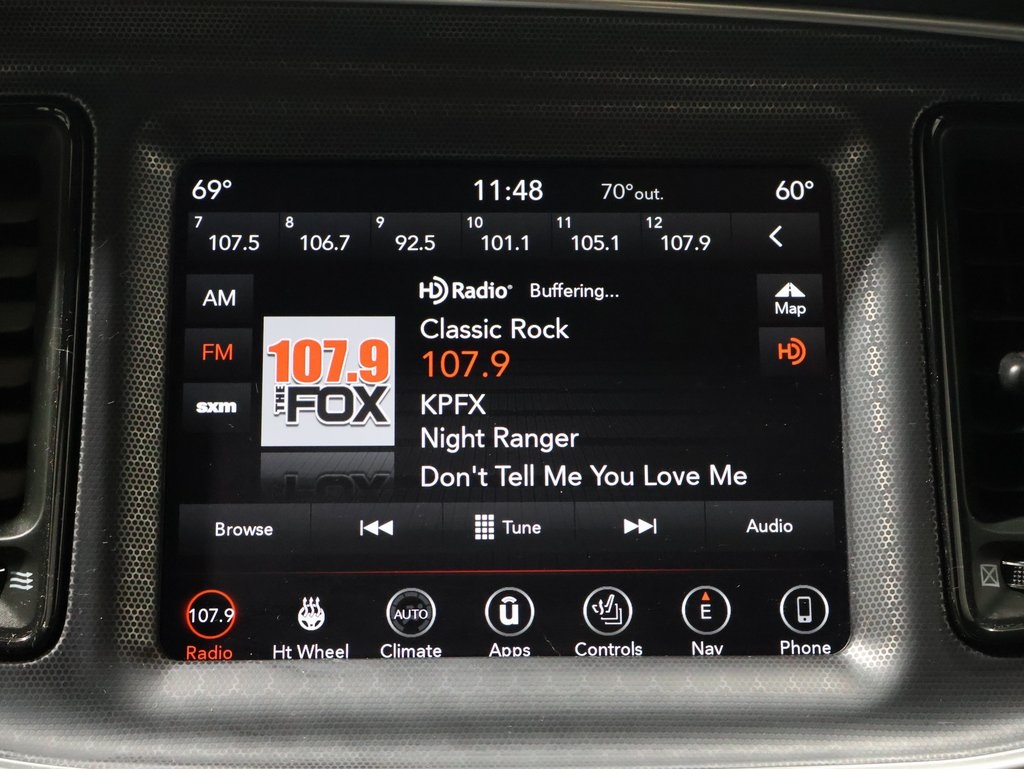 69° 11:48 70°out. 60°
7 8 9 10 11 12
107.5 106.7 92.5 101.1 105.1 107.9
AM
FM
sxm
107.9
THE FOX
HD Radio® Buffering...
Classic Rock
107.9
KPFX
Night Ranger
Don't Tell Me You Love Me
Map
HD
Browse Tune Audio
107.9 AUTO û E
Radio Ht Wheel Climate Apps Controls Nav Phone